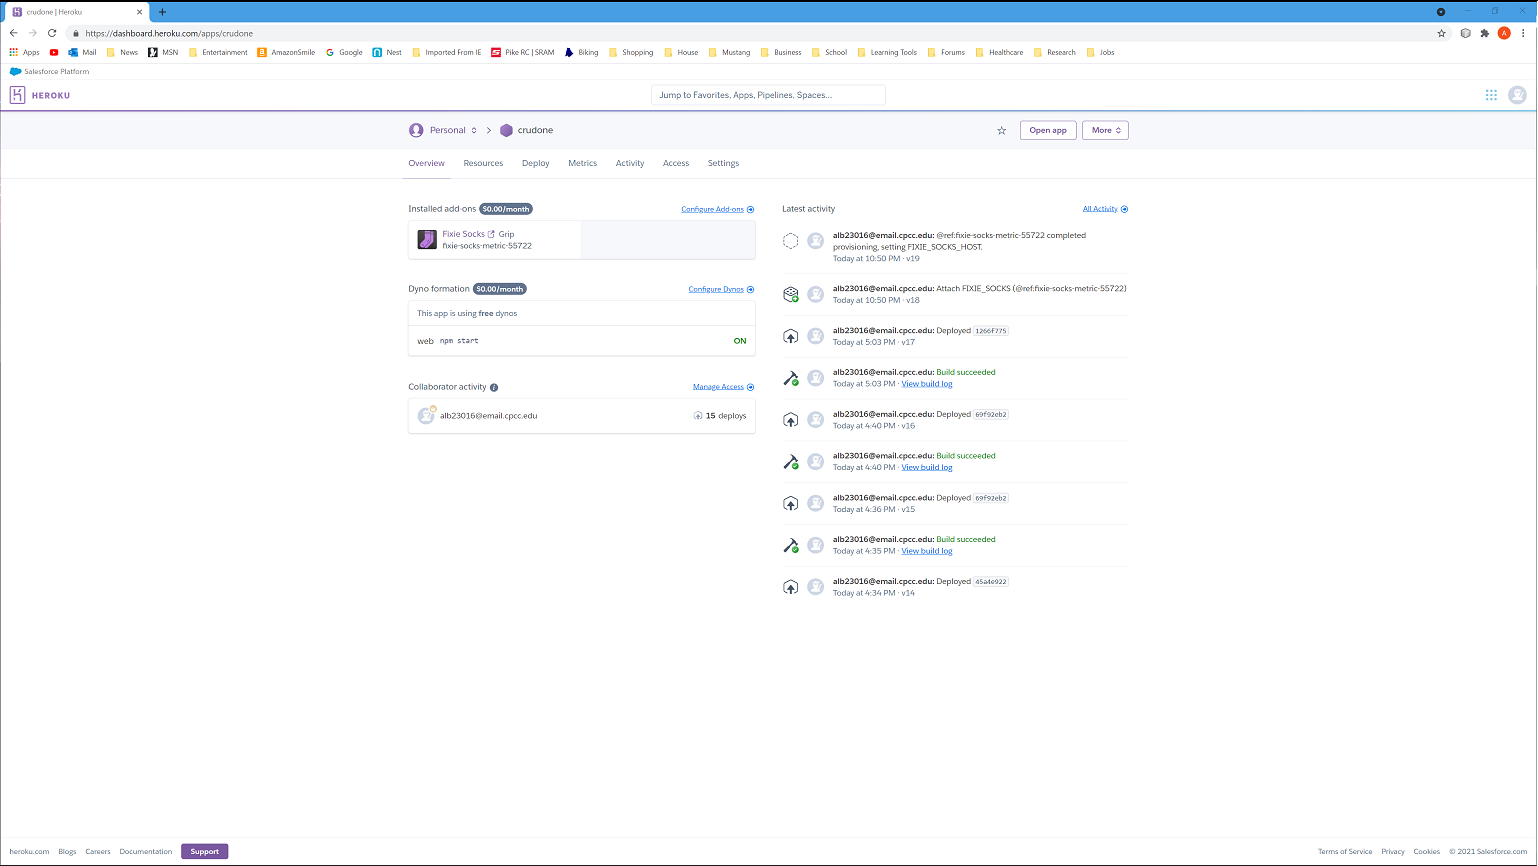 crudone | Heroku
https://dashboard.heroku.com/apps/crudone
A
Apps Mail News MSN Entertainment AmazonSmile Google Nest Imported From IE Pike RC | SRAM Biking Shopping House Mustang Business School Learning Tools Forums Healthcare Research Jobs
Salesforce Platform
HEROKU
Jump to Favorites, Apps, Pipelines, Spaces...
Personal crudone
Open app More
Overview Resources Deploy Metrics Activity Access Settings
Installed add-ons $0.00/month Configure Add-ons
Fixie Socks Grip
fixie-socks-metric-55722
Dyno formation $0.00/month Configure Dynos
This app is using free dynos
web npm start ON
Collaborator activity Manage Access
alb23016@email.cpcc.edu 15 deploys
Latest activity All Activity
alb23016@email.cpcc.edu: @ref:fixie-socks-metric-55722 completed
provisioning, setting FIXIE_SOCKS_HOST.
Today at 10:50 PM · v19
alb23016@email.cpcc.edu: Attach FIXIE_SOCKS (@ref:fixie-socks-metric-55722)
Today at 10:50 PM · v18
alb23016@email.cpcc.edu: Deployed 1266f775
Today at 5:03 PM · v17
alb23016@email.cpcc.edu: Build succeeded
Today at 5:03 PM · View build log
alb23016@email.cpcc.edu: Deployed 69f92eb2
Today at 4:40 PM · v16
alb23016@email.cpcc.edu: Build succeeded
Today at 4:40 PM · View build log
alb23016@email.cpcc.edu: Deployed 69f92eb2
Today at 4:36 PM · v15
alb23016@email.cpcc.edu: Build succeeded
Today at 4:35 PM · View build log
alb23016@email.cpcc.edu: Deployed 45a4e922
Today at 4:34 PM · v14
heroku.com Blogs Careers Documentation Support
Terms of Service Privacy Cookies © 2021 Salesforce.com